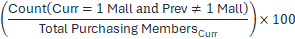 (Count(Curr = 1 Mall and Prev ≠ 1 Mall) / Total Purchasing Members_Curr) × 100